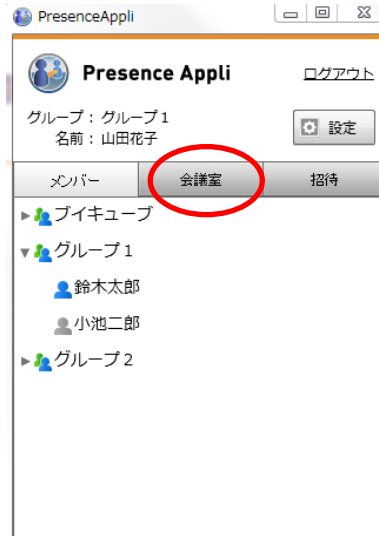 PresenceAppli
Presence Appli
ログアウト
グループ：グループ1
名前：山田花子
設定
メンバー 会議室 招待
ブイキューブ
グループ1
鈴木太郎
小池二郎
グループ2